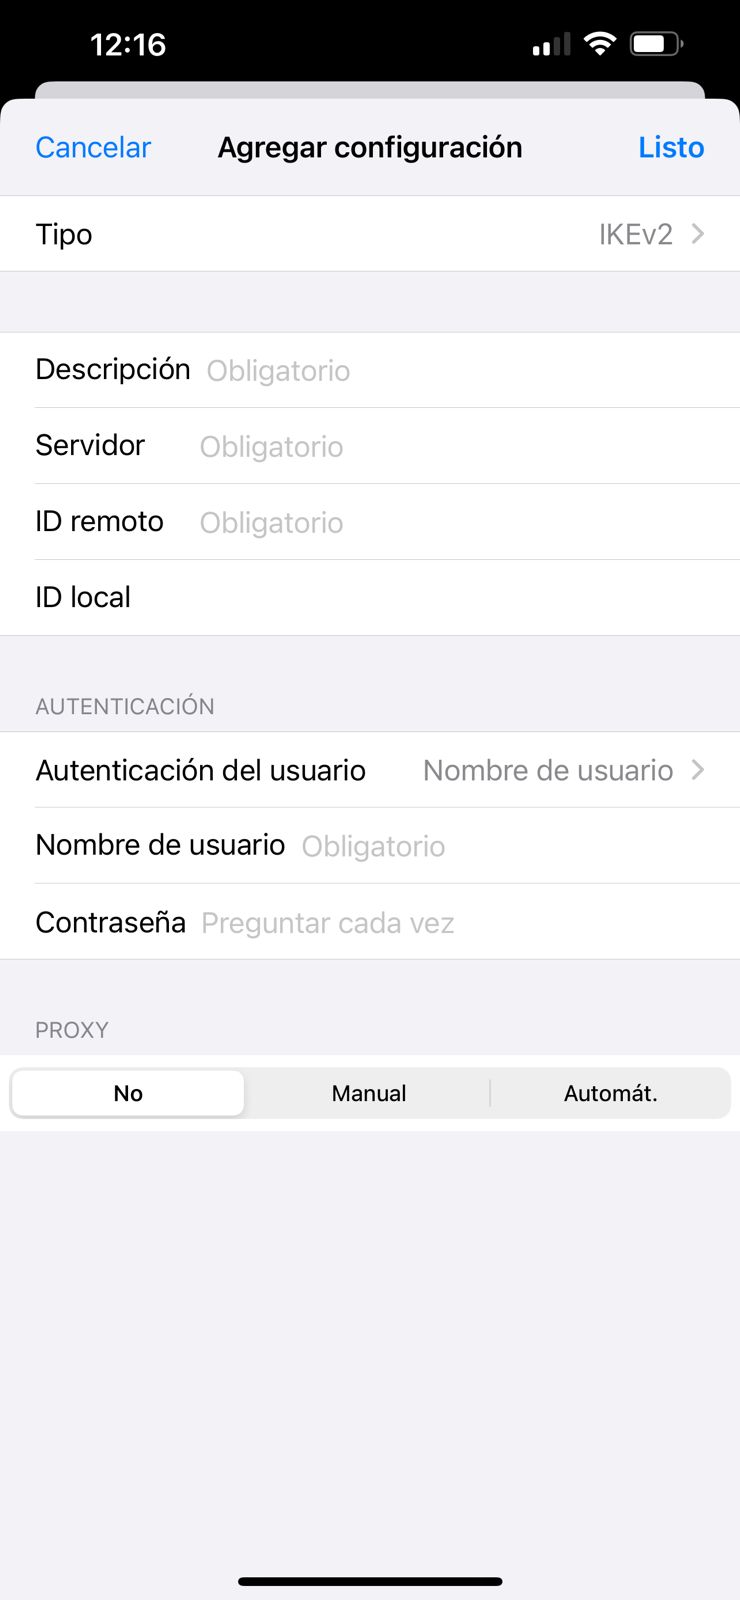 12:16
Cancelar Agregar configuración Listo
Tipo IKEv2
Descripción Obligatorio
Servidor Obligatorio
ID remoto Obligatorio
ID local
AUTENTICACIÓN
Autenticación del usuario Nombre de usuario
Nombre de usuario Obligatorio
Contraseña Preguntar cada vez
PROXY
No Manual Automát.